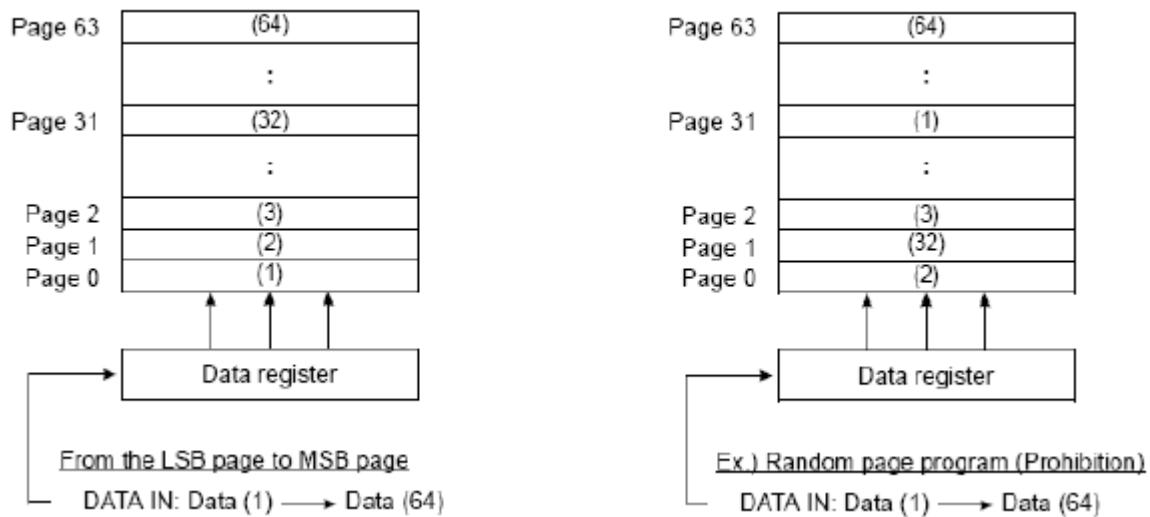 Page 63 (64)
:
Page 31 (32)
:
Page 2 (3)
Page 1 (2)
Page 0 (1)
Data register
From the LSB page to MSB page
DATA IN: Data (1) Data (64)
Page 63 (64)
:
Page 31 (1)
:
Page 2 (3)
Page 1 (32)
Page 0 (2)
Data register
Ex.) Random page program (Prohibition)
DATA IN: Data (1) Data (64)